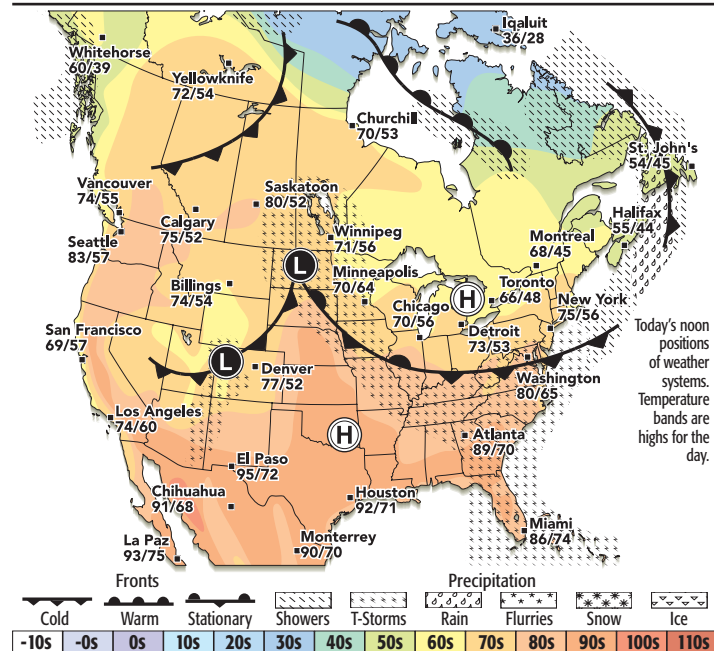 Iqaluit
36/28
Whitehorse
60/39
Yellowknife
72/54
Churchill
70/53
St. John's
54/45
Vancouver
74/55
Saskatoon
80/52
Halifax
55/44
Calgary
75/52
Winnipeg
71/56
Montreal
68/45
Seattle
83/57
L
Minneapolis
70/64
Billings
74/54
Toronto
66/48
H
Chicago
70/56
New York
75/56
San Francisco
69/57
Detroit
73/53
Today's noon
positions
of weather
systems.
Temperature
bands are
highs for the
day.
L
Denver
77/52
Washington
80/65
Los Angeles
74/60
H
Atlanta
89/70
El Paso
95/72
Chihuahua
91/68
Houston
92/71
Miami
86/74
La Paz
93/75
Monterrey
90/70
Fronts
Precipitation
Cold Warm Stationary Showers T-Storms Rain Flurries Snow Ice
-10s -0s 0s 10s 20s 30s 40s 50s 60s 70s 80s 90s 100s 110s